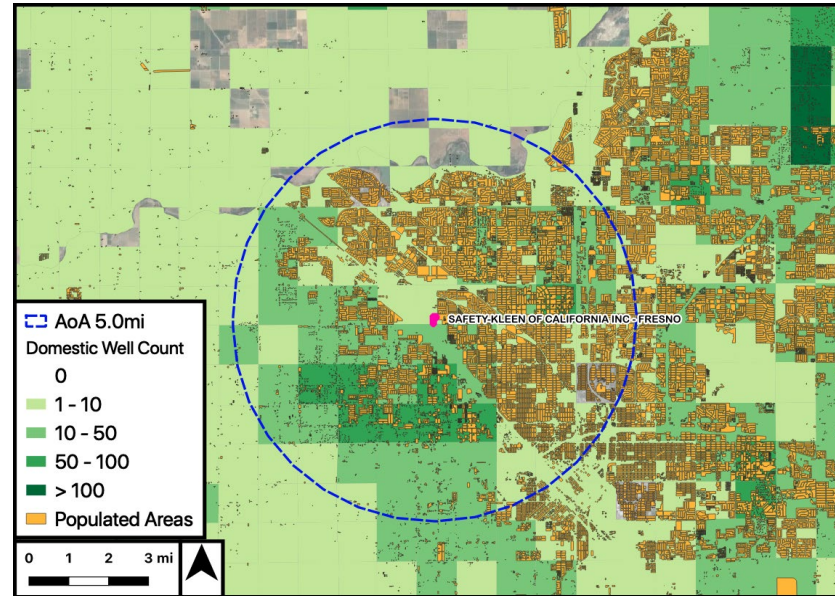 SAFETY-KLEEN OF CALIFORNIA INC - FRESNO
AoA 5.0mi
Domestic Well Count
0
1 - 10
10 - 50
50 - 100
> 100
Populated Areas
0 1 2 3 mi